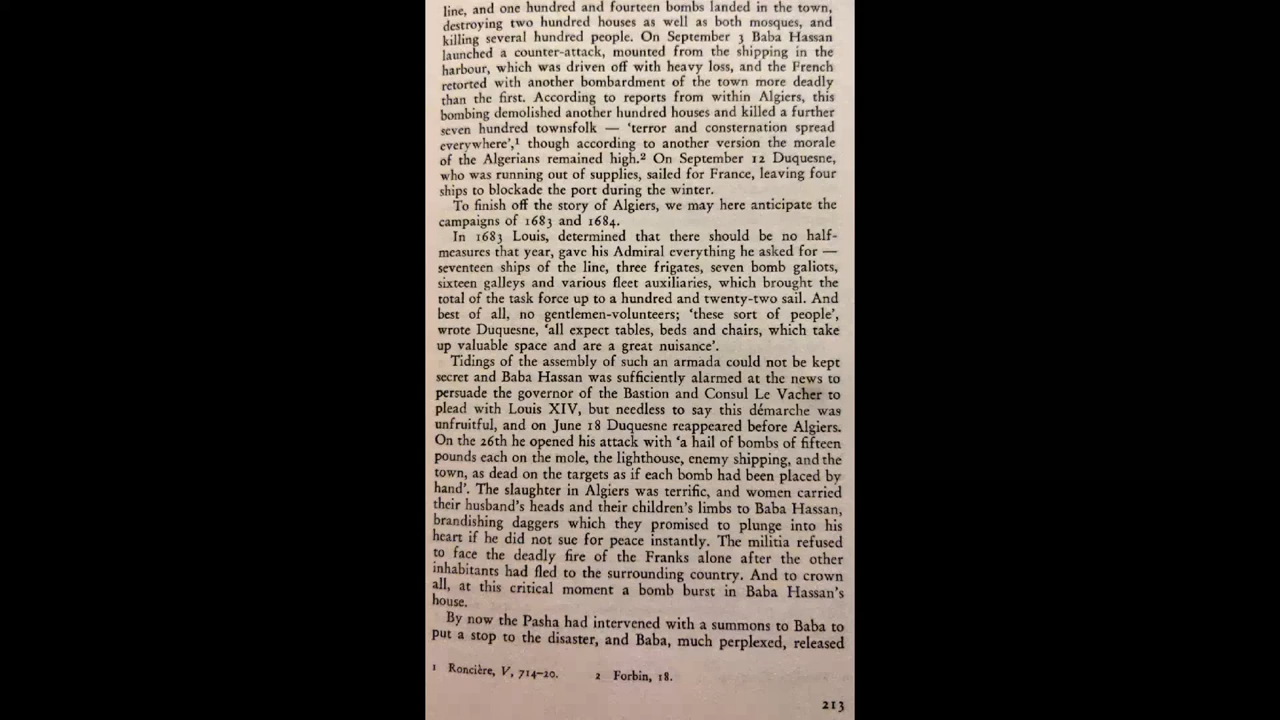 line, and one hundred and fourteen bombs landed in the town,
destroying two hundred houses as well as both mosques, and
killing several hundred people. On September 3 Baba Hassan
launched a counter-attack, mounted from the shipping in the
harbour, which was driven off with heavy loss, and the French
retorted with another bombardment of the town more deadly
than the first. According to reports from within Algiers, this
bombing demolished another hundred houses and killed a further
seven hundred townsfolk — ‘terror and consternation spread
everywhere’,¹ though according to another version the morale
of the Algerians remained high.² On September 12 Duquesne,
who was running out of supplies, sailed for France, leaving four
ships to blockade the port during the winter.
To finish off the story of Algiers, we may here anticipate the
campaigns of 1683 and 1684.
In 1683 Louis, determined that there should be no half-
measures that year, gave his Admiral everything he asked for —
seventeen ships of the line, three frigates, seven bomb galiots,
sixteen galleys and various fleet auxiliaries, which brought the
total of the task force up to a hundred and twenty-two sail. And
best of all, no gentlemen-volunteers; ‘these sort of people’,
wrote Duquesne, ‘all expect tables, beds and chairs, which take
up valuable space and are a great nuisance’.
Tidings of the assembly of such an armada could not be kept
secret and Baba Hassan was sufficiently alarmed at the news to
persuade the governor of the Bastion and Consul Le Vacher to
plead with Louis XIV, but needless to say this démarche was
unfruitful, and on June 18 Duquesne reappeared before Algiers.
On the 26th he opened his attack with ‘a hail of bombs of fifteen
pounds each on the mole, the lighthouse, enemy shipping, and the
town, as dead on the targets as if each bomb had been placed by
hand’. The slaughter in Algiers was terrific, and women carried
their husband’s heads and their children’s limbs to Baba Hassan,
brandishing daggers which they promised to plunge into his
heart if he did not sue for peace instantly. The militia refused
to face the deadly fire of the Franks alone after the other
inhabitants had fled to the surrounding country. And to crown
all, at this critical moment a bomb burst in Baba Hassan’s
house.
By now the Pasha had intervened with a summons to Baba to
put a stop to the disaster, and Baba, much perplexed, released
1 Roncière, V, 714–20. 2 Forbin, 18.
213